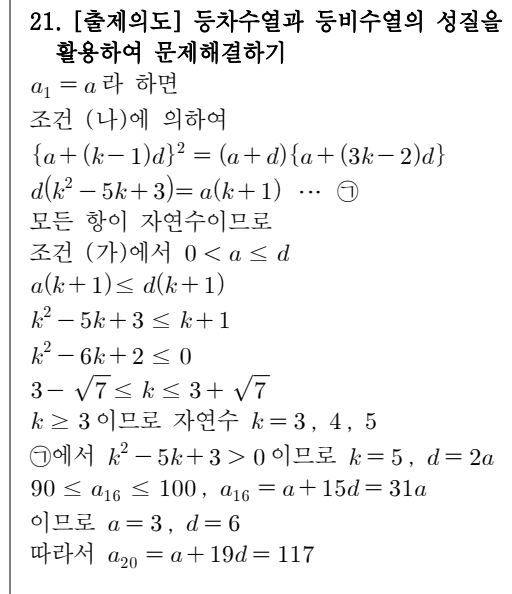 21. [출제의도] 등차수열과 등비수열의 성질을
활용하여 문제해결하기
a₁ = a 라 하면
조건 (나)에 의하여
{a+(k−1)d}² = (a+d){a+(3k−2)d}
d(k²−5k+3)= a(k+1) ⋯ ㉠
모든 항이 자연수이므로
조건 (가)에서 0 < a ≤ d
a(k+1) ≤ d(k+1)
k²−5k+3 ≤ k+1
k²−6k+2 ≤ 0
3−√7 ≤ k ≤ 3+√7
k ≥ 3 이므로 자연수 k = 3, 4, 5
㉠에서 k²−5k+3 > 0 이므로 k = 5, d = 2a
90 ≤ a₁₆ ≤ 100, a₁₆ = a+15d = 31a
이므로 a = 3, d = 6
따라서 a₂₀ = a+19d = 117